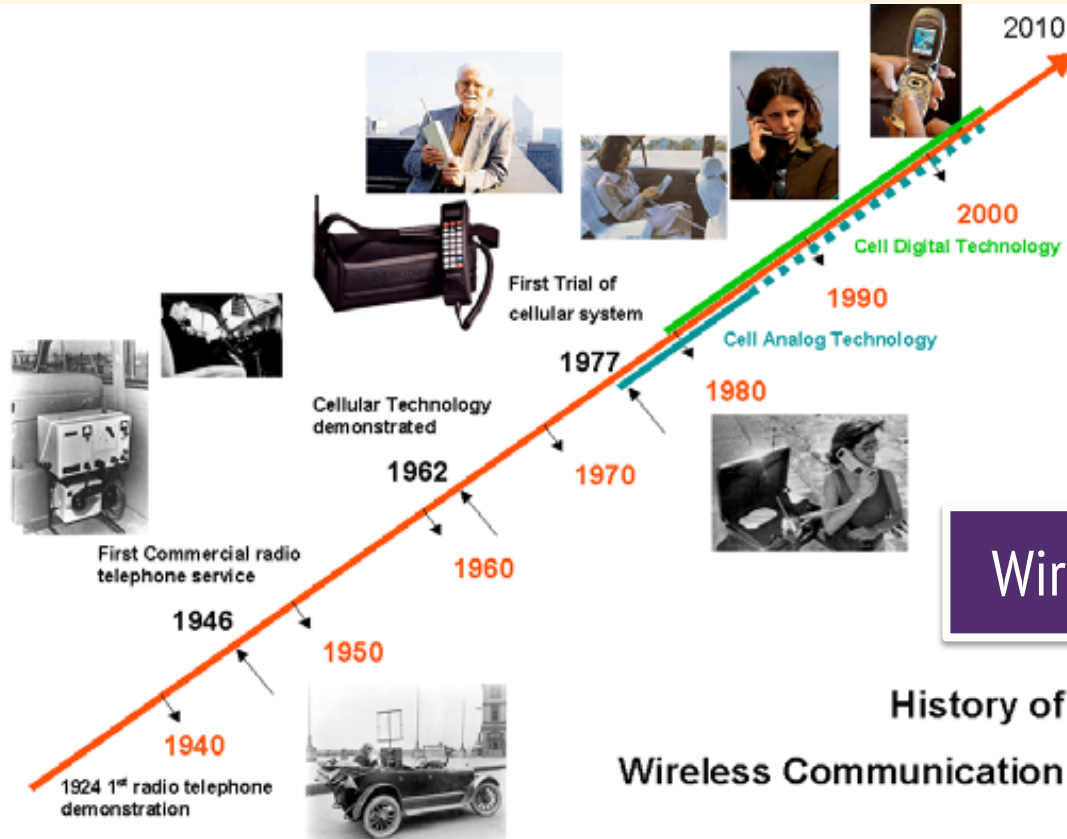 2010
2000
Cell Digital Technology
1990
First Trial of
cellular system
Cell Analog Technology
1977
1980
Cellular Technology
demonstrated
1970
1962
1960
First Commercial radio
telephone service
1946
1950
Wir
History of
Wireless Communication
1940
1924 1st radio telephone
demonstration